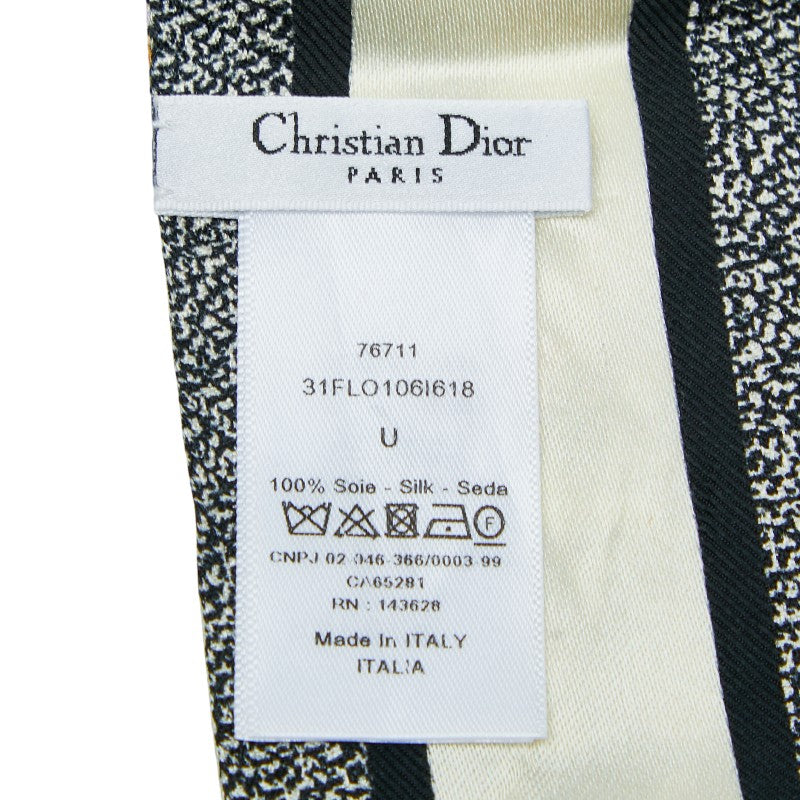 Christian Dior
PARIS
76711
31FLO106I618
U
100% Soie - Silk - Seda
F
CNPJ 02-046-366/0003-99
CA65281
RN : 143628
Made In ITALY
ITALIA